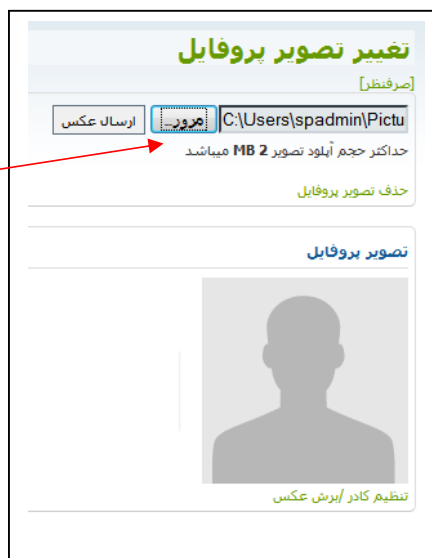 تغییر تصویر پروفایل
[صرفنظر]
C:\Users\spadmin\Pictu مرور... ارسال عکس
حداکثر حجم آپلود تصویر 2 MB میباشد
حذف تصویر پروفایل
تصویر پروفایل
تنظیم کادر /برش عکس